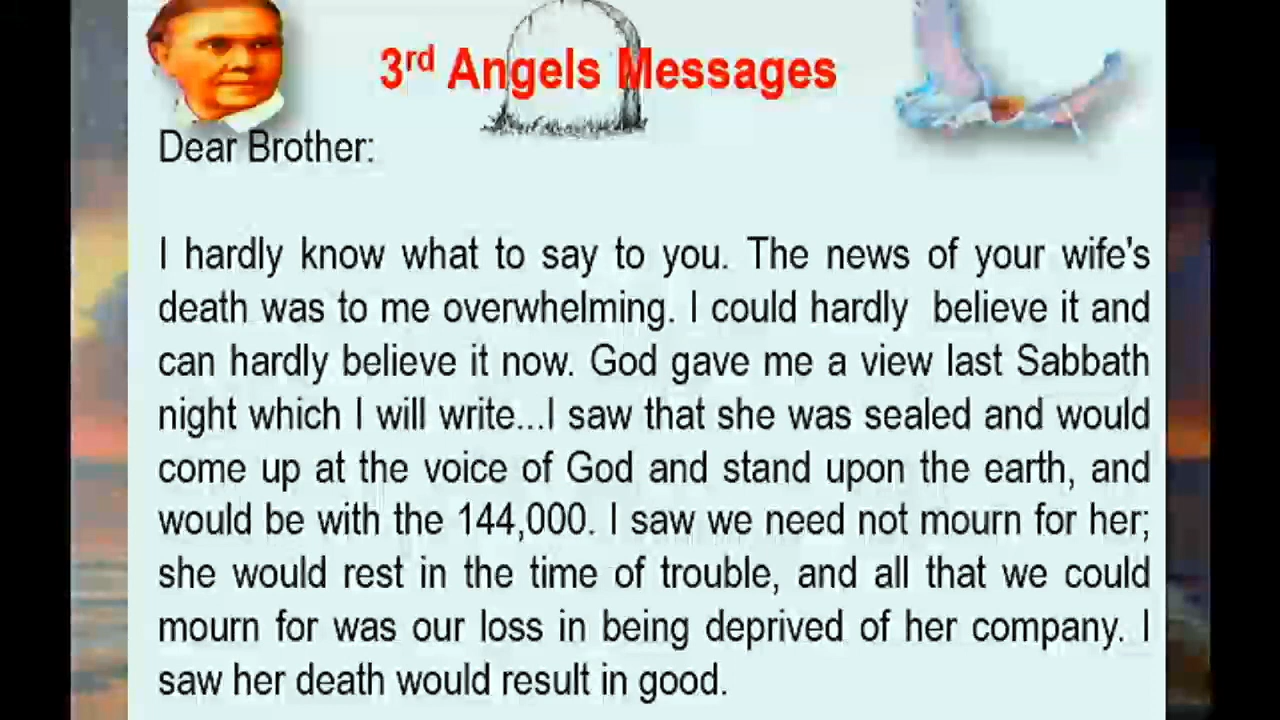 3rd Angels Messages
Dear Brother:
I hardly know what to say to you. The news of your wife's
death was to me overwhelming. I could hardly believe it and
can hardly believe it now. God gave me a view last Sabbath
night which I will write...I saw that she was sealed and would
come up at the voice of God and stand upon the earth, and
would be with the 144,000. I saw we need not mourn for her;
she would rest in the time of trouble, and all that we could
mourn for was our loss in being deprived of her company. I
saw her death would result in good.